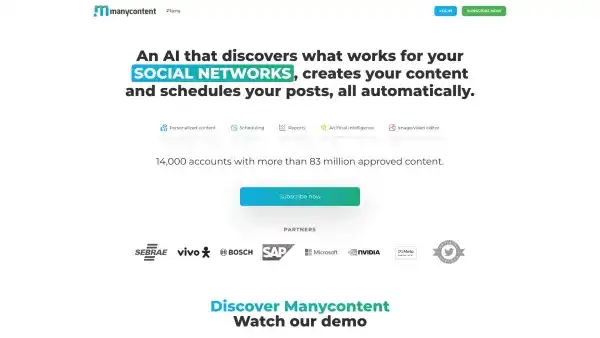 manycontent Plans LOG IN SUBSCRIBE NOW
An AI that discovers what works for your
SOCIAL NETWORKS, creates your content
and schedules your posts, all automatically.
Personalized content Scheduling Reports Artificial intelligence Image/video editor
14,000 accounts with more than 83 million approved content.
Subscribe now
PARTNERS
SEBRAE vivo BOSCH SAP Microsoft NVIDIA Meta
Discover Manycontent
Watch our demo